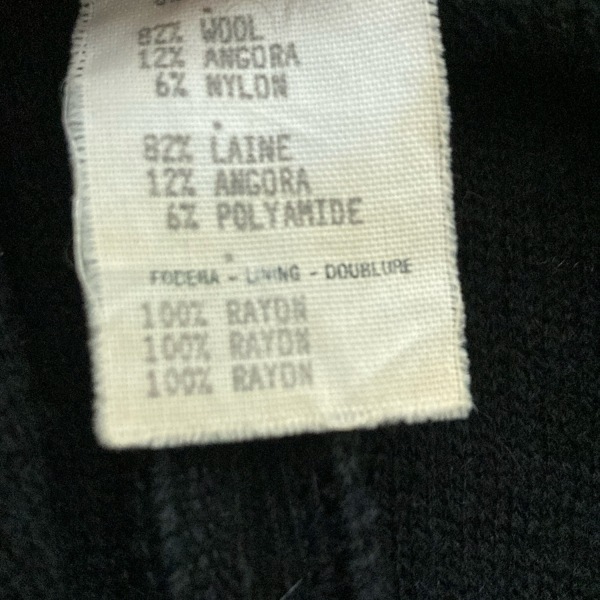 82% WOOL
12% ANGORA
6% NYLON
82% LAINE
12% ANGORA
6% POLYAMIDE
FODERA - LINING - DOUBLURE
100% RAYON
100% RAYON
100% RAYON